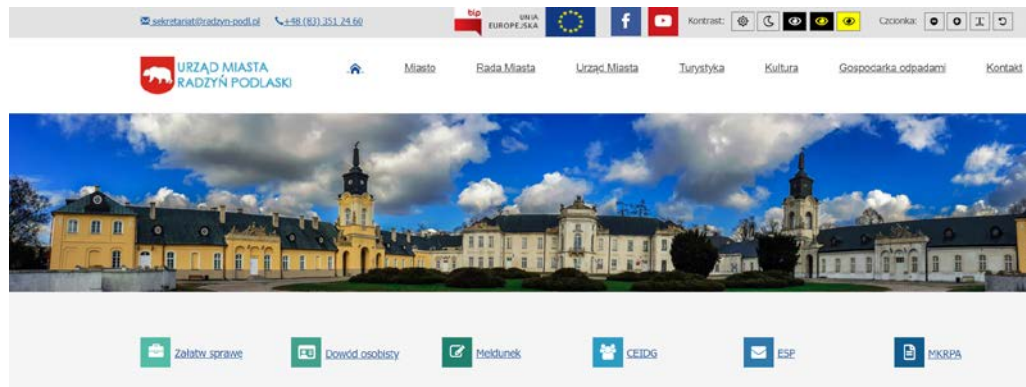 sekretariat@radzyn-podl.pl +48 (83) 351 24 60 bip UNIA EUROPEJSKA f Kontrast: Czcionka:
URZĄD MIASTA
RADZYŃ PODLASKI
Miasto Rada Miasta Urząd Miasta Turystyka Kultura Gospodarka odpadami Kontakt
Załatw sprawę Dowód osobisty Meldunek CEIDG ESP MKRPA